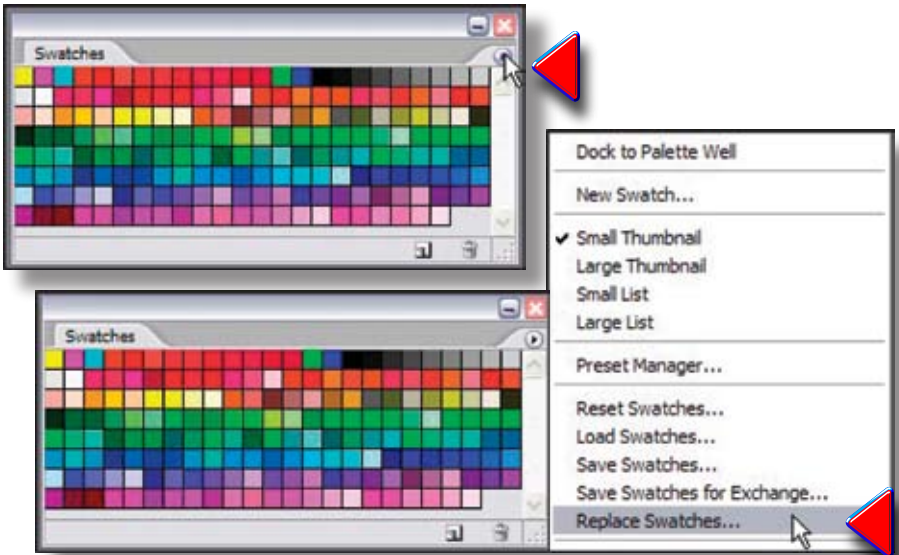 Swatches
Dock to Palette Well
New Swatch...
Small Thumbnail
Large Thumbnail
Small List
Large List
Preset Manager...
Reset Swatches...
Load Swatches...
Save Swatches...
Save Swatches for Exchange...
Replace Swatches...
Swatches